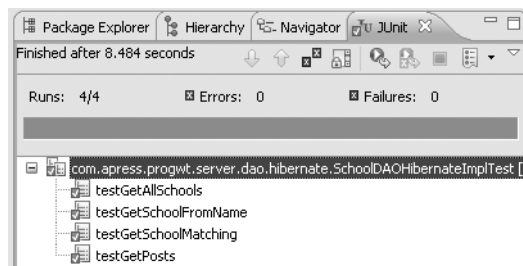 Package Explorer Hierarchy Navigator JUnit
Finished after 8.484 seconds
Runs: 4/4 Errors: 0 Failures: 0
com.apress.progwt.server.dao.hibernate.SchoolDAOHibernateImplTest [
testGetAllSchools
testGetSchoolFromName
testGetSchoolMatching
testGetPosts